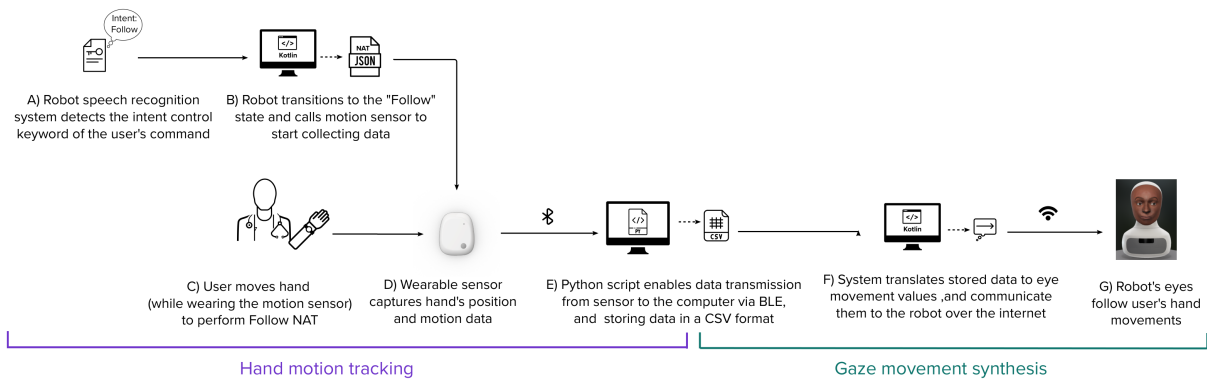 Intent:
Follow
</>
Kotlin
NAT
JSON
A) Robot speech recognition
system detects the intent control
keyword of the user's command
B) Robot transitions to the "Follow"
state and calls motion sensor to
start collecting data
</>
PY
CSV
</>
Kotlin
C) User moves hand
(while wearing the motion sensor)
to perform Follow NAT
D) Wearable sensor
captures hand's position
and motion data
E) Python script enables data transmission
from sensor to the computer via BLE,
and storing data in a CSV format
F) System translates stored data to eye
movement values ,and communicate
them to the robot over the internet
G) Robot's eyes
follow user's hand
movements
Hand motion tracking
Gaze movement synthesis